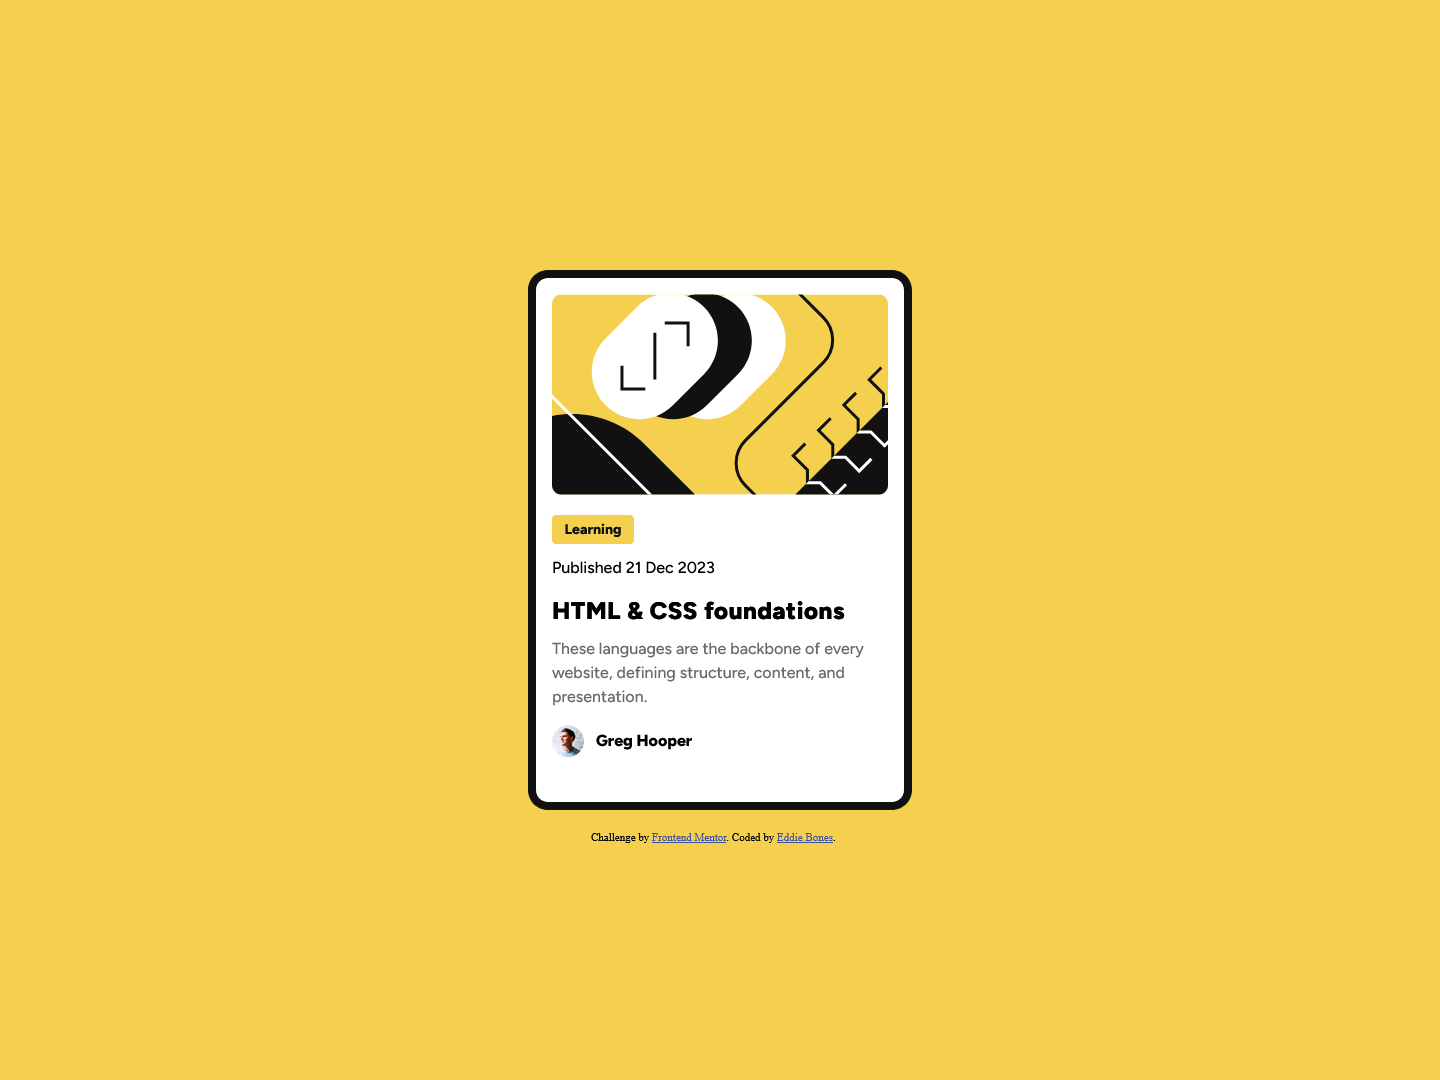 Learning
Published 21 Dec 2023
HTML & CSS foundations
These languages are the backbone of every
website, defining structure, content, and
presentation.
Greg Hooper
Challenge by Frontend Mentor. Coded by Eddie Bones.